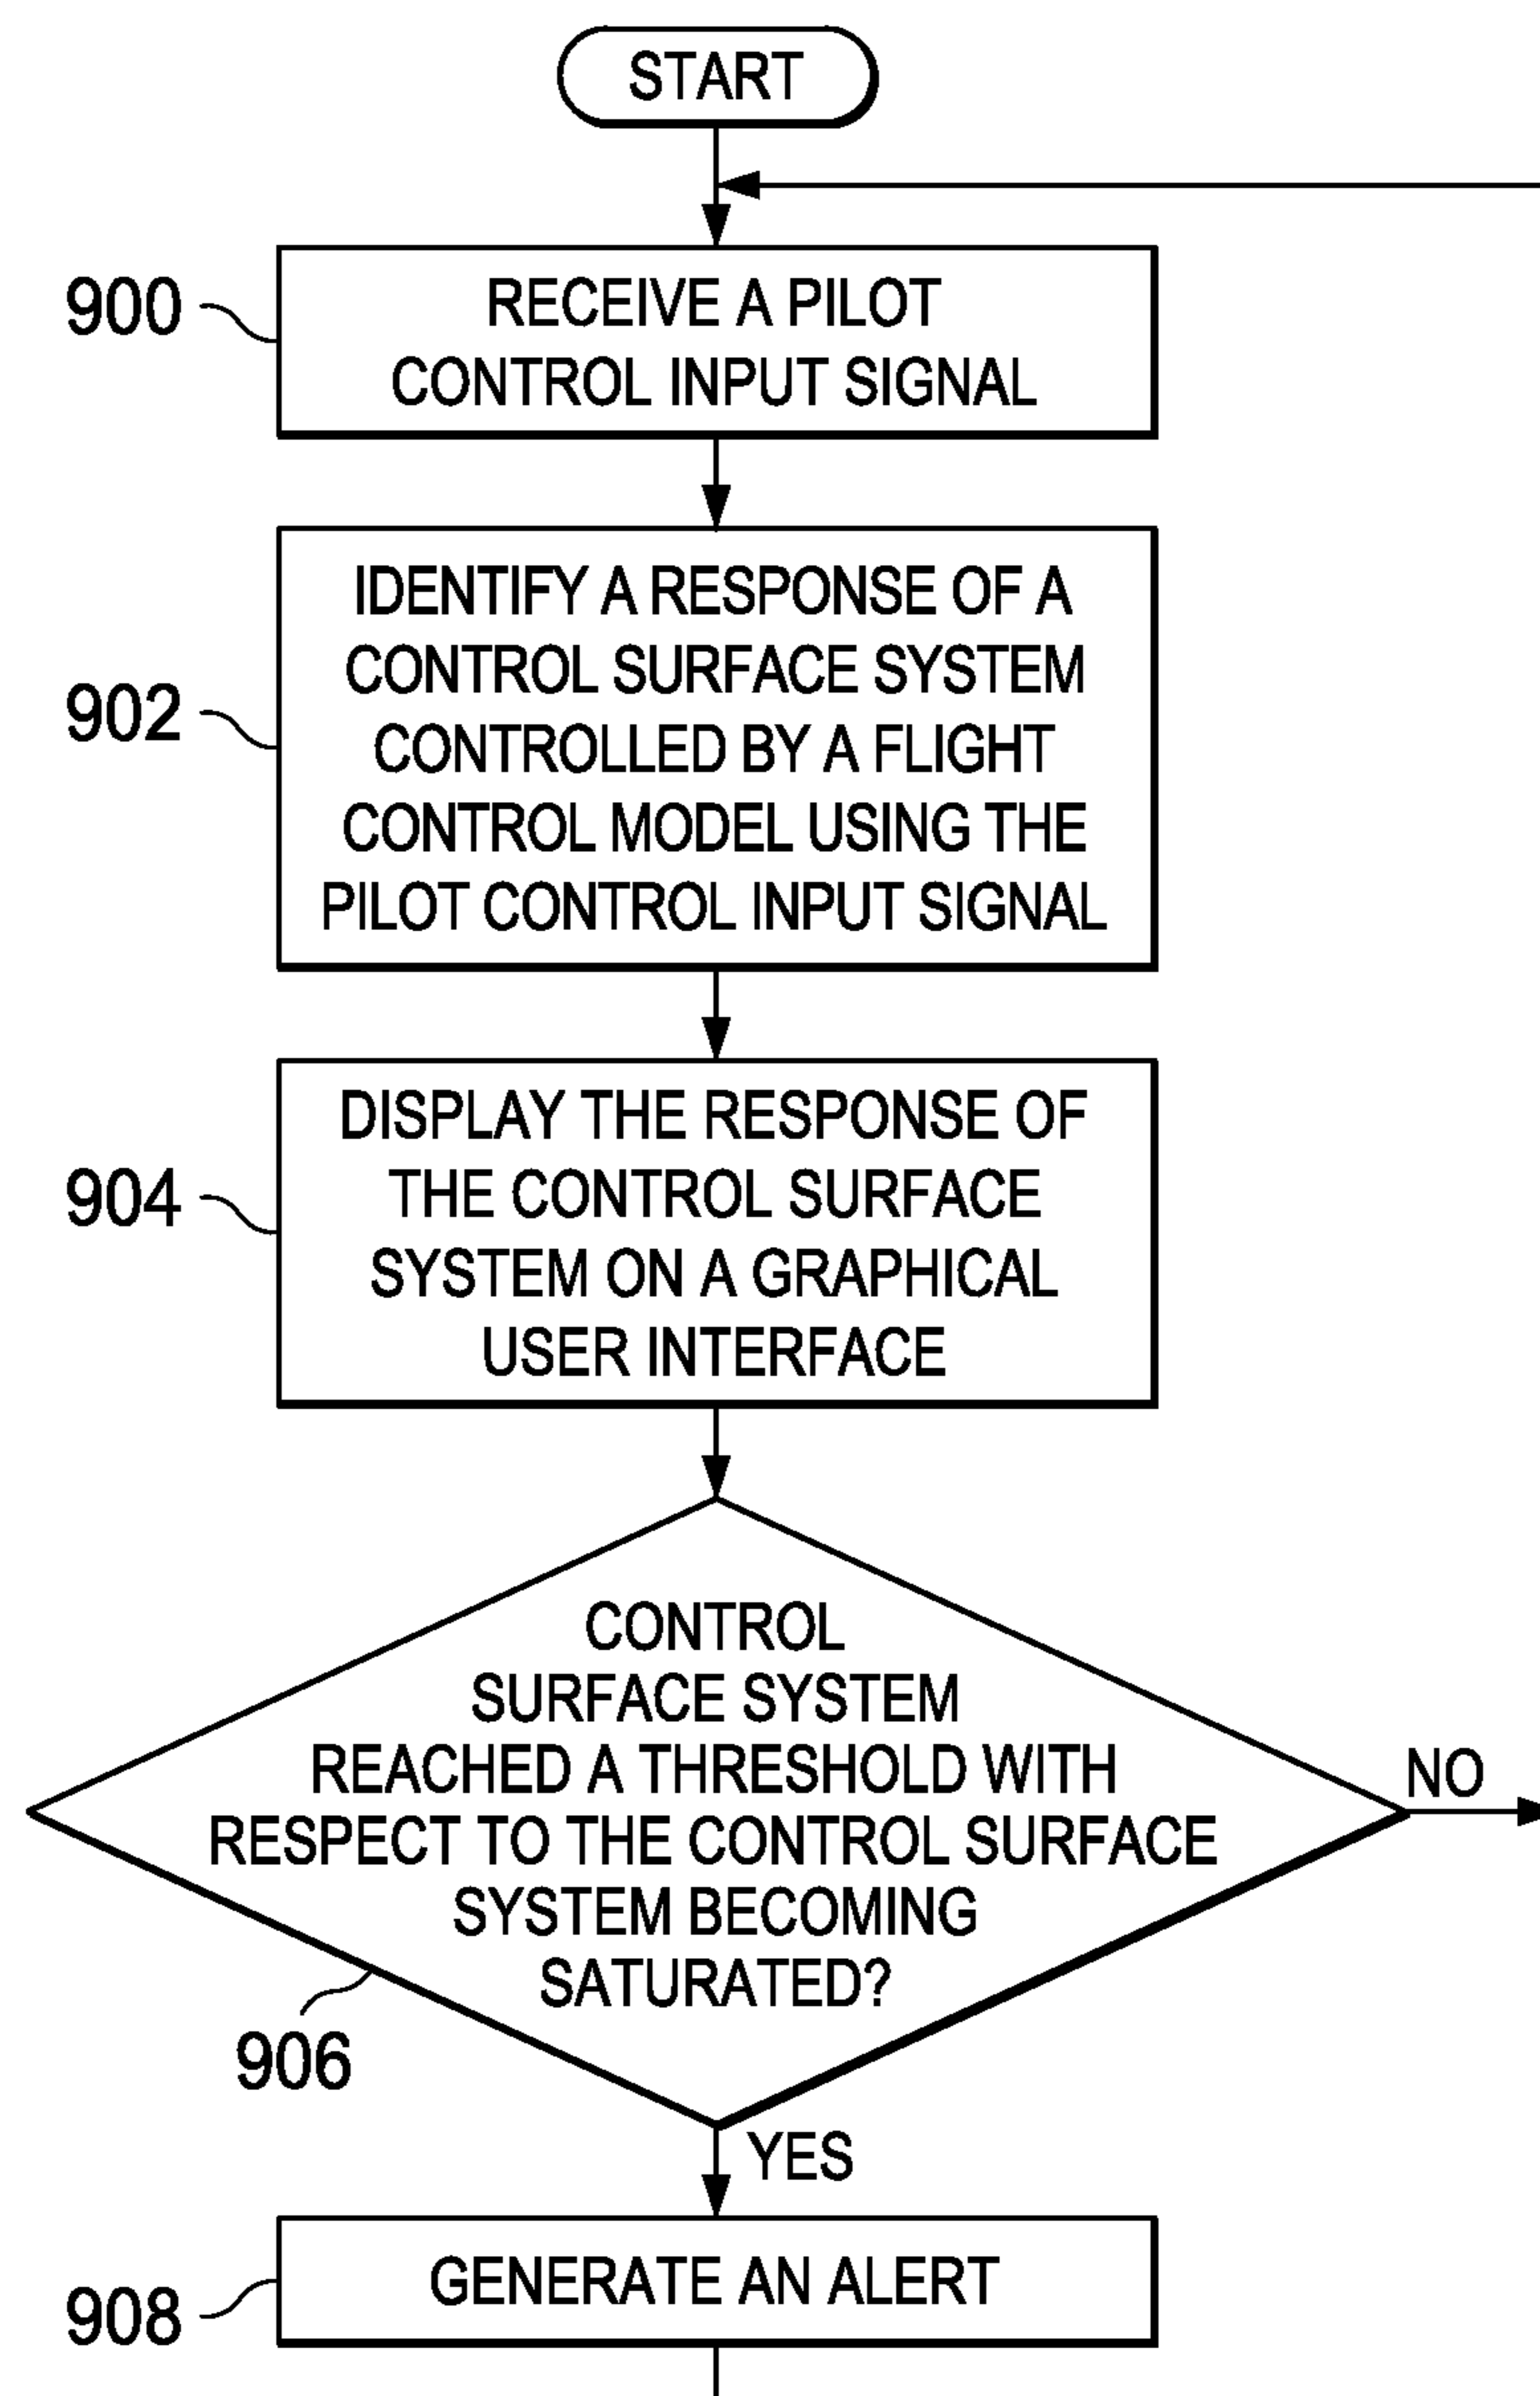 START
900
RECEIVE A PILOT
CONTROL INPUT SIGNAL
902
IDENTIFY A RESPONSE OF A
CONTROL SURFACE SYSTEM
CONTROLLED BY A FLIGHT
CONTROL MODEL USING THE
PILOT CONTROL INPUT SIGNAL
904
DISPLAY THE RESPONSE OF
THE CONTROL SURFACE
SYSTEM ON A GRAPHICAL
USER INTERFACE
CONTROL
SURFACE SYSTEM
REACHED A THRESHOLD WITH
RESPECT TO THE CONTROL SURFACE
SYSTEM BECOMING
SATURATED?
NO
906
YES
908
GENERATE AN ALERT